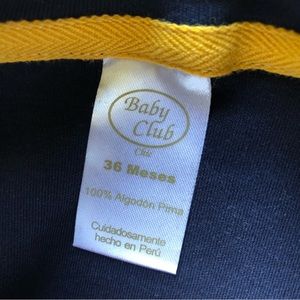 Baby
Club
Chic
36 Meses
100% Algodón Pima
Cuidadosamente
hecho en Perú